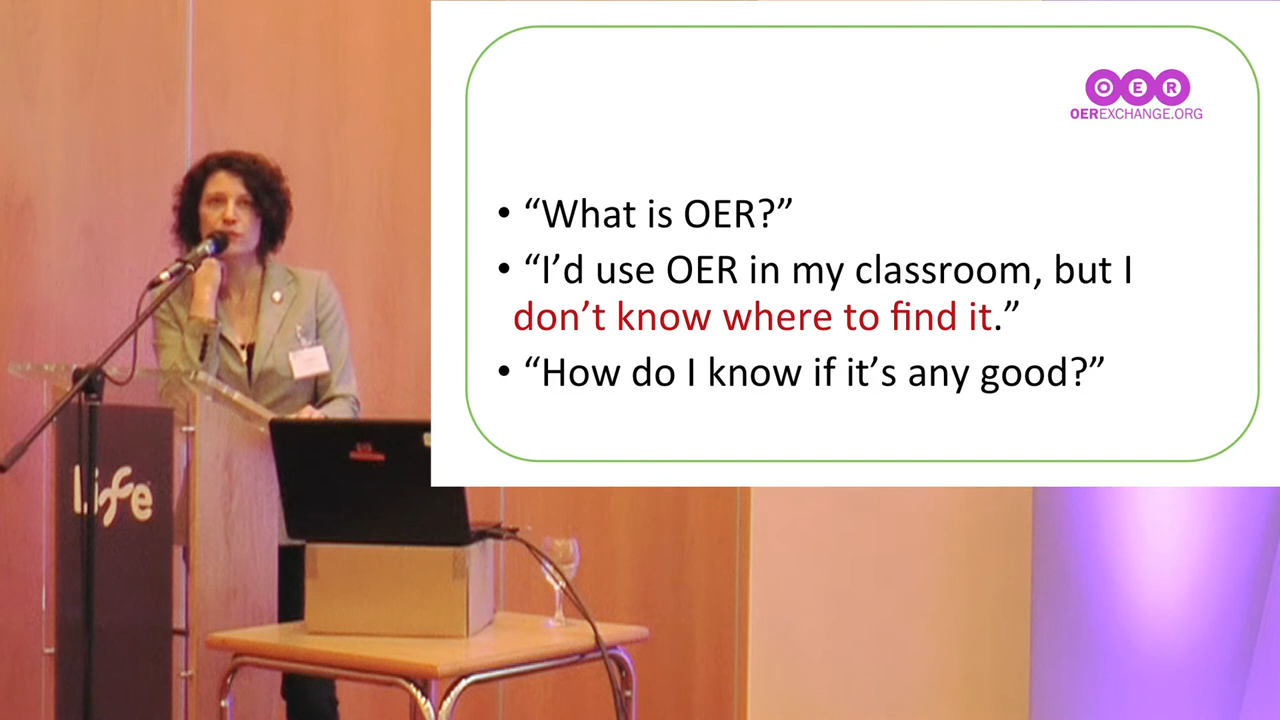 O E R
OEREXCHANGE.ORG
• “What is OER?”
• “I’d use OER in my classroom, but I
don’t know where to find it.”
• “How do I know if it’s any good?”
Life